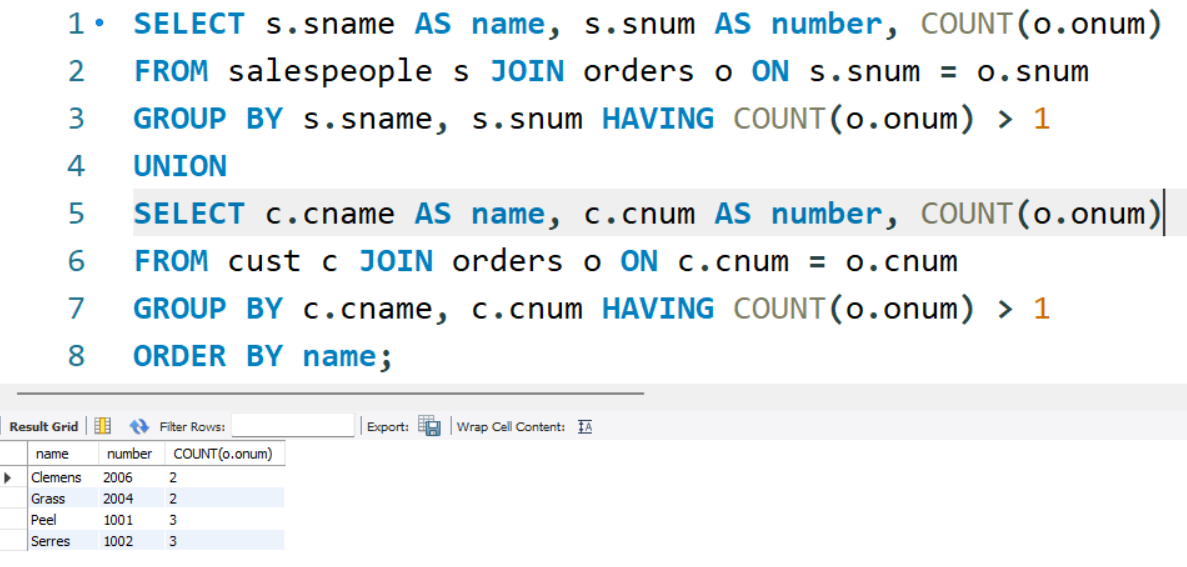 1 SELECT s.sname AS name, s.snum AS number, COUNT(o.onum)
2 FROM salespeople s JOIN orders o ON s.snum = o.snum
3 GROUP BY s.sname, s.snum HAVING COUNT(o.onum) > 1
4 UNION
5 SELECT c.cname AS name, c.cnum AS number, COUNT(o.onum)
6 FROM cust c JOIN orders o ON c.cnum = o.cnum
7 GROUP BY c.cname, c.cnum HAVING COUNT(o.onum) > 1
8 ORDER BY name;
Result Grid Filter Rows: Export: Wrap Cell Content:
name number COUNT(o.onum)
Clemens 2006 2
Grass 2004 2
Peel 1001 3
Serres 1002 3